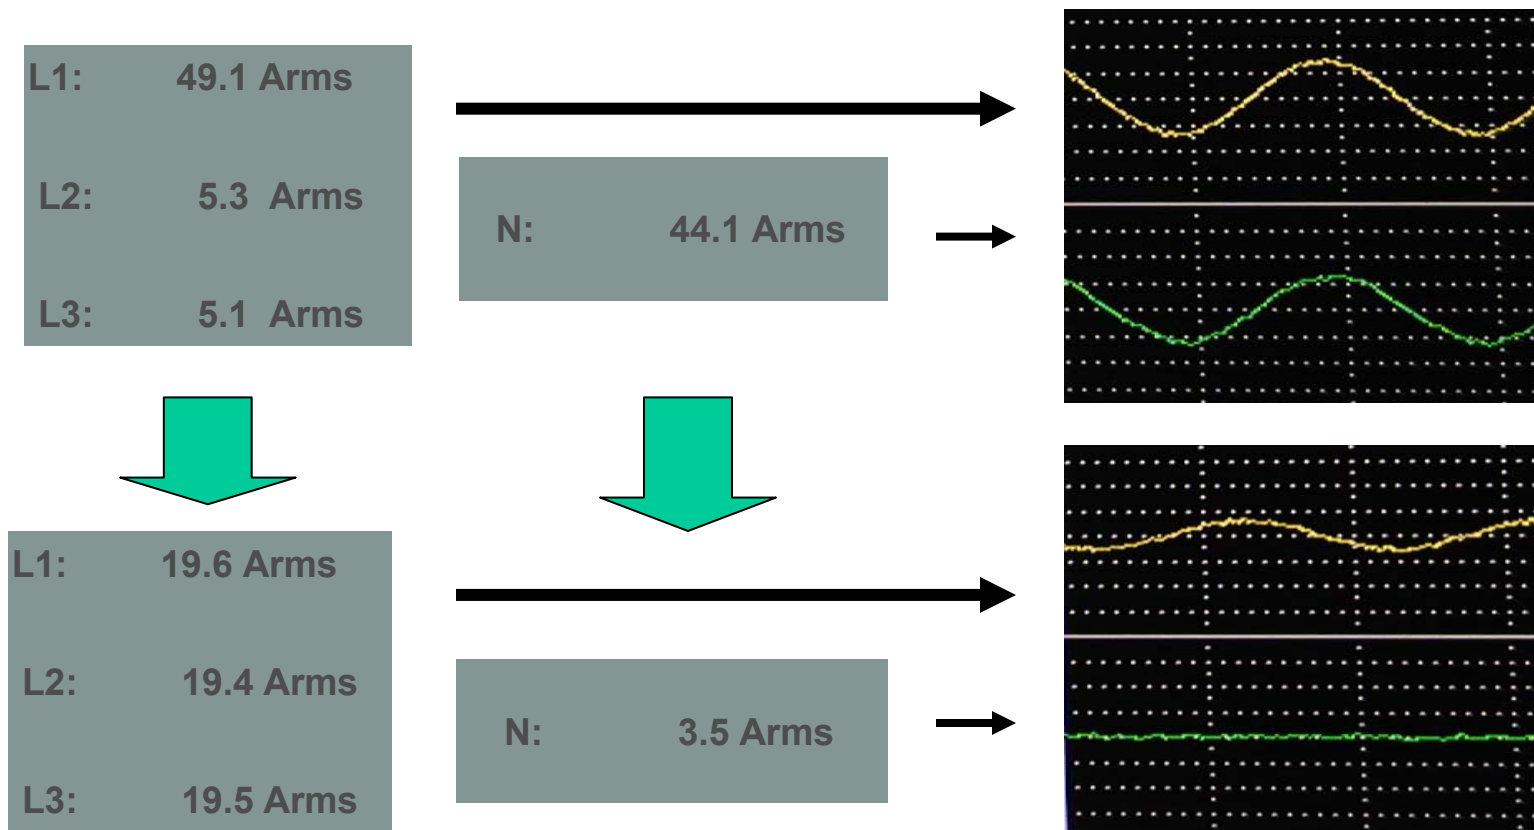 L1: 49.1 Arms
L2: 5.3 Arms
L3: 5.1 Arms
N: 44.1 Arms
L1: 19.6 Arms
L2: 19.4 Arms
L3: 19.5 Arms
N: 3.5 Arms